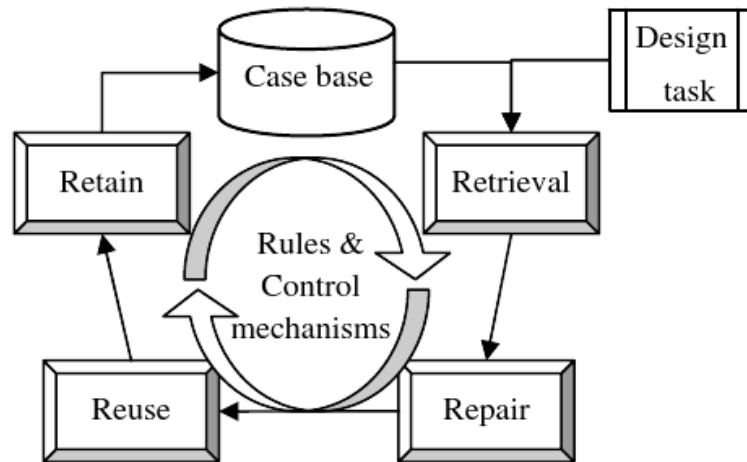 Case base
Design
task
Retain
Retrieval
Rules &
Control
mechanisms
Reuse
Repair